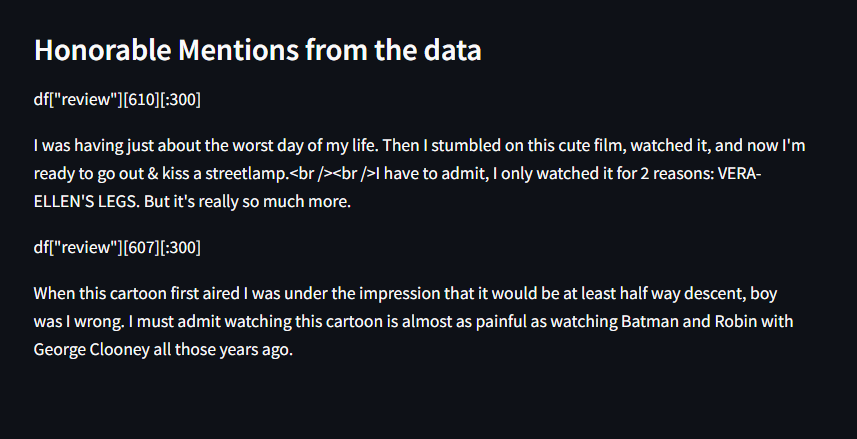 Honorable Mentions from the data
df["review"][610][:300]
I was having just about the worst day of my life. Then I stumbled on this cute film, watched it, and now I'm
ready to go out & kiss a streetlamp.<br /><br />I have to admit, I only watched it for 2 reasons: VERA-
ELLEN'S LEGS. But it's really so much more.
df["review"][607][:300]
When this cartoon first aired I was under the impression that it would be at least half way descent, boy
was I wrong. I must admit watching this cartoon is almost as painful as watching Batman and Robin with
George Clooney all those years ago.